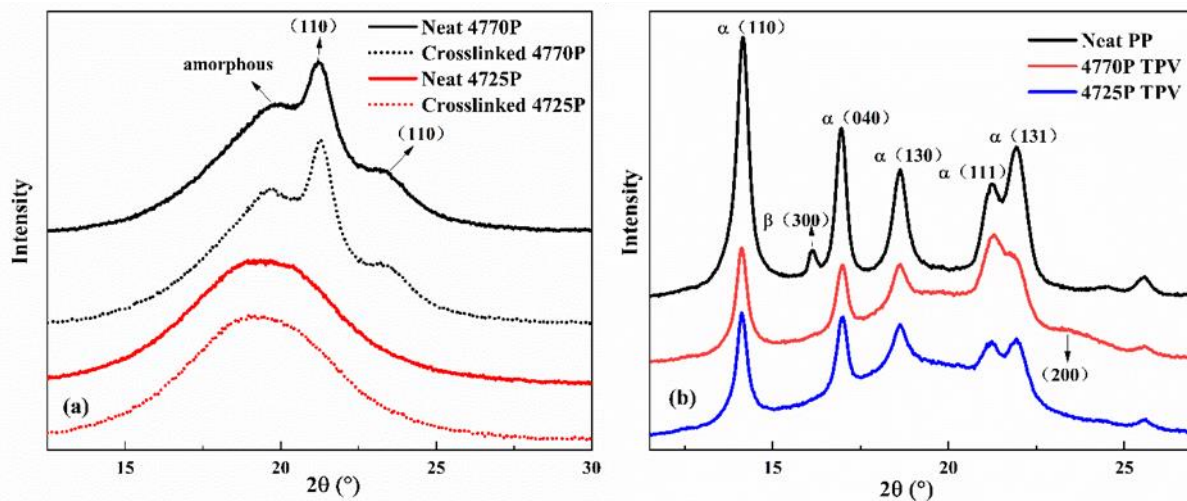 (110)
Neat 4770P
Crosslinked 4770P
Neat 4725P
Crosslinked 4725P
amorphous
(110)
Intensity
(a)
15 20 25 30
2θ (°)
α (110)
Neat PP
4770P TPV
4725P TPV
α (040)
α (131)
α (130)
α (111)
β (300)
Intensity
(200)
(b)
15 20 25
2θ (°)